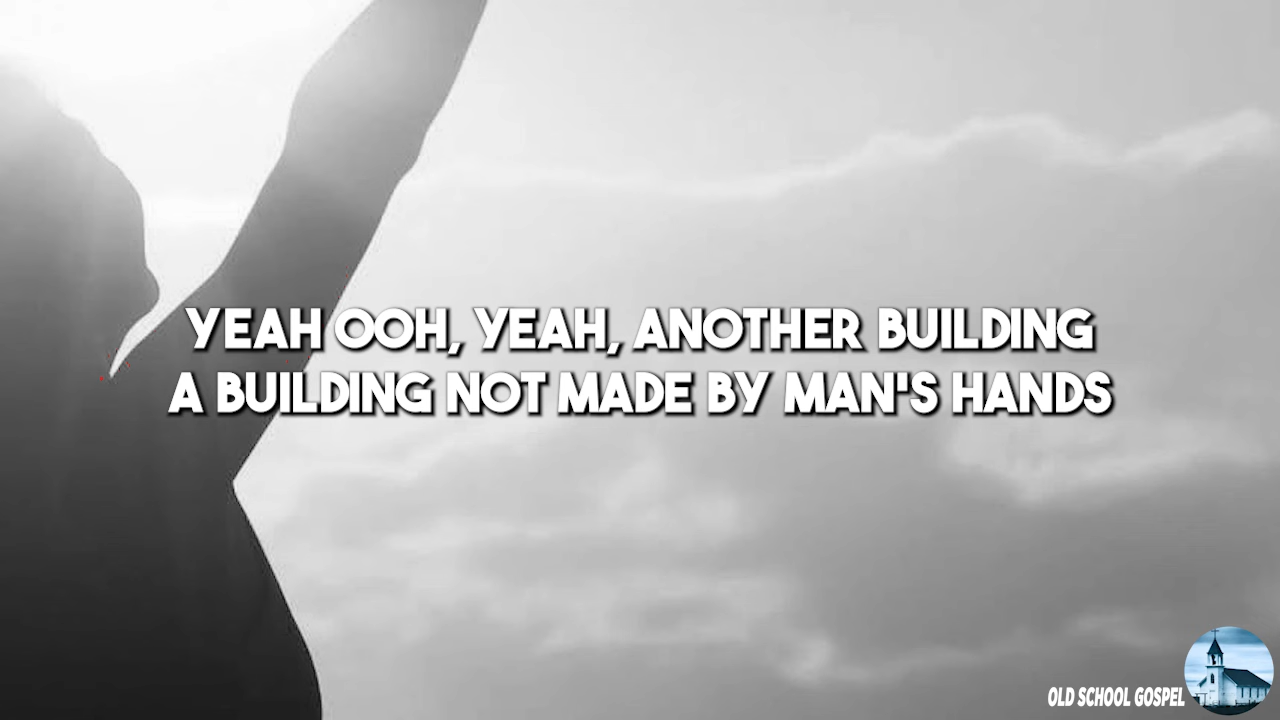 YEAH OOH, YEAH, ANOTHER BUILDING
A BUILDING NOT MADE BY MAN'S HANDS
OLD SCHOOL GOSPEL